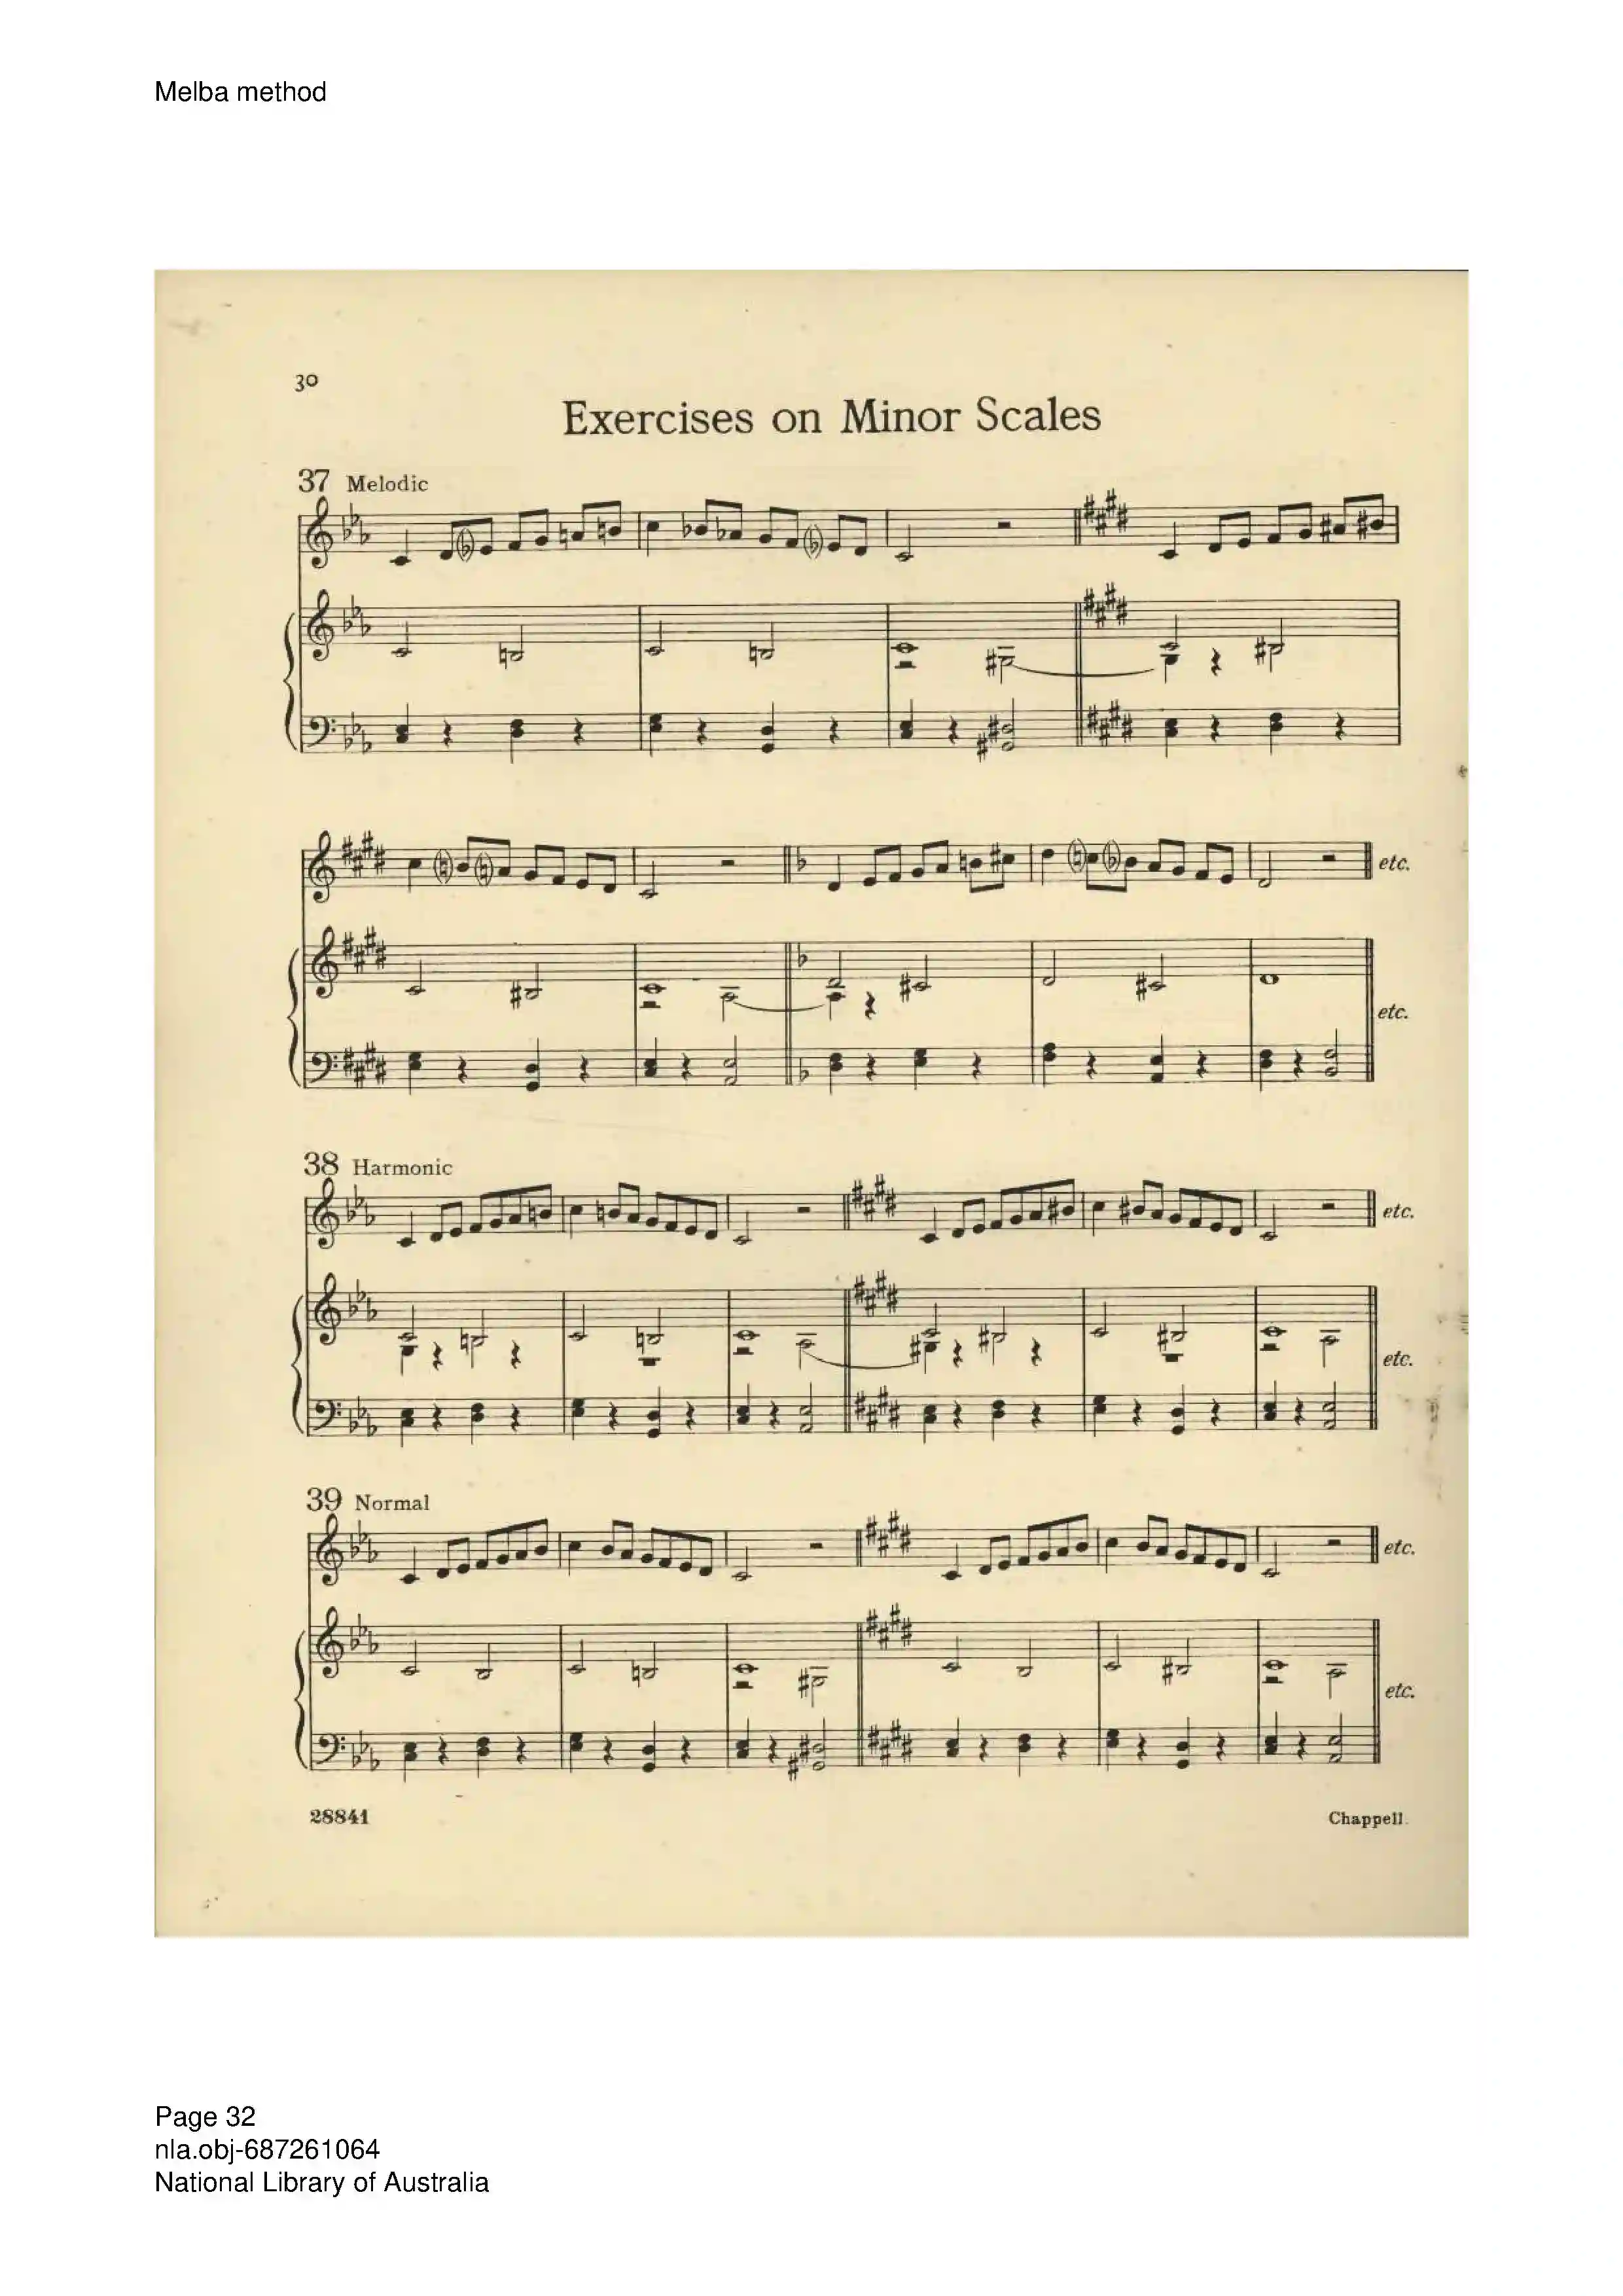 Melba method
30
Exercises on Minor Scales
37 Melodic
etc.
etc.
38 Harmonic
etc.
etc.
39 Normal
etc.
etc.
28841
Chappell
Page 32
nla.obj-687261064
National Library of Australia